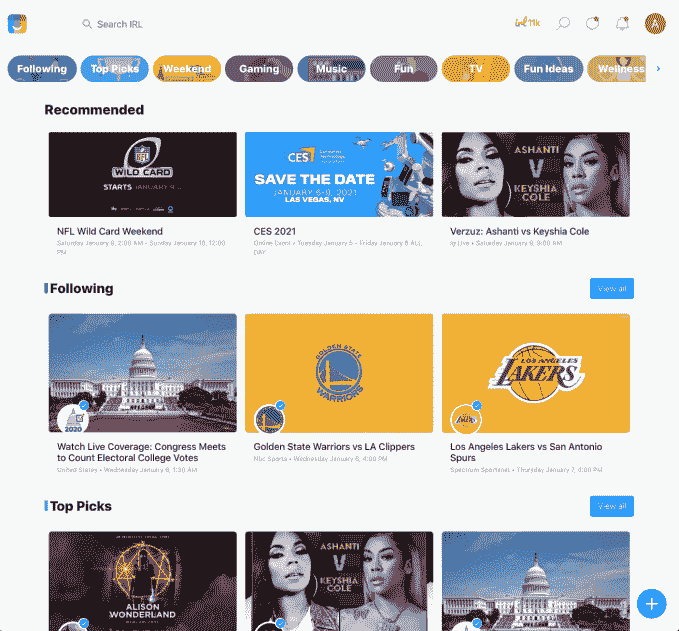 Search IRL
irl 11k
A
Following
Top Picks
Weekend
Gaming
Music
Fun
TV
Fun Ideas
Wellness
Recommended
NFL
WILD CARD
STARTS JANUARY 9
CES
SAVE THE DATE
JANUARY 6-9, 2021
LAS VEGAS, NV
ASHANTI
V
KEYSHIA
COLE
NFL Wild Card Weekend
Saturday January 9, 2:00 AM - Sunday January 10, 12:00
PM
CES 2021
Online Event • Tuesday January 5 - Friday January 8 ALL
DAY
Verzuz: Ashanti vs Keyshia Cole
Saturday January 9, 9:00 AM
Following
View all
2020
GOLDEN STATE
WARRIORS
LOS ANGELES
LAKERS
Watch Live Coverage: Congress Meets
to Count Electoral College Votes
United States • Wednesday January 6, 1:30 AM
Golden State Warriors vs LA Clippers
Nbc Sports • Wednesday January 6, 4:00 PM
Los Angeles Lakers vs San Antonio
Spurs
Spectrum Sportsnet • Thursday January 7, 4:00 PM
Top Picks
View all
ALISON
WONDERLAND
ASHANTI
V
KEYSHIA
COLE